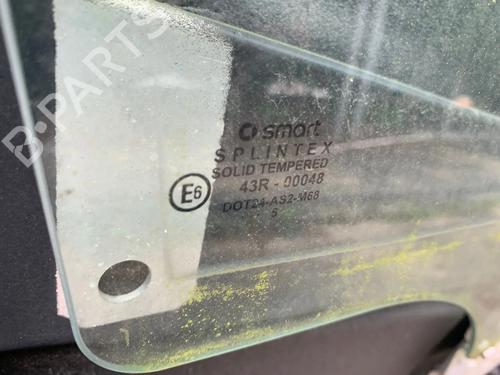 B-PARTS
smart
SPLINTEX
SOLID TEMPERED
E6
43R - 00048
DOT24-AS2-M68
5